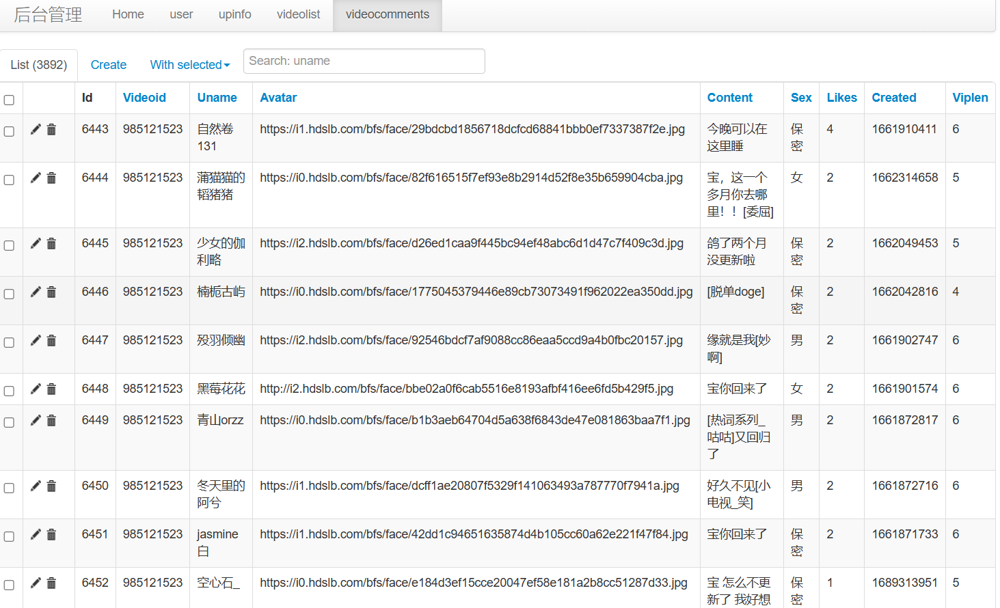 后台管理 Home user upinfo videolist videocomments
List (3892) Create With selected Search: uname
Id Videoid Uname Avatar Content Sex Likes Created Viplen
6443 985121523 自然卷 https://i1.hdslb.com/bfs/face/29bdcbd1856718dcfcd68841bbb0ef7337387f2e.jpg 今晚可以在 保 4 1661910411 6
131 这里睡 密
6444 985121523 蒲猫猫的 https://i0.hdslb.com/bfs/face/82f616515f7ef93e8b2914d52f8e35b659904cba.jpg 宝，这一个 女 2 1662314658 5
韬猪猪 多月你去哪
里！！[委屈]
6445 985121523 少女的伽 https://i2.hdslb.com/bfs/face/d26ed1caa9f445bc94ef48abc6d1d47c7f409c3d.jpg 鸽了两个月 保 2 1662049453 5
利略 没更新啦 密
6446 985121523 楠栀古屿 https://i0.hdslb.com/bfs/face/1775045379446e89cb73073491f962022ea350dd.jpg [脱单doge] 保 2 1662042816 4
密
6447 985121523 殁羽倾幽 https://i2.hdslb.com/bfs/face/92546bdcf7af9088cc86eaa5ccd9a4b0fbc20157.jpg 缘就是我[妙 男 2 1661902747 6
啊]
6448 985121523 黑莓花花 http://i2.hdslb.com/bfs/face/bbe02a0f6cab5516e8193afbf416ee6fd5b429f5.jpg 宝你回来了 女 2 1661901574 6
6449 985121523 青山orzz https://i0.hdslb.com/bfs/face/b1b3aeb64704d5a638f6843de47e081863baa7f1.jpg [热词系列_ 男 2 1661872817 6
咕咕]又回归
了
6450 985121523 冬天里的 https://i1.hdslb.com/bfs/face/dcff1ae20807f5329f141063493a787770f7941a.jpg 好久不见[小 男 2 1661872716 6
阿兮 电视_笑]
6451 985121523 jasmine https://i1.hdslb.com/bfs/face/42dd1c94651635874d4b105cc60a62e221f47f84.jpg 宝你回来了 保 2 1661871733 6
白 密
6452 985121523 空心石_ https://i0.hdslb.com/bfs/face/e184d3ef15cce20047ef58e181a2b8cc51287d33.jpg 宝 怎么不更 保 1 1689313951 5
新了 我好想 密